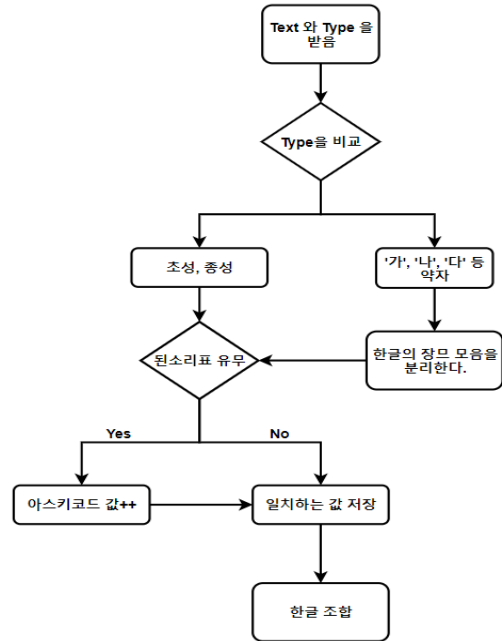 Text 와 Type 을
받음
Type을 비교
초성, 종성
'가', '나', '다' 등
약자
된소리표 유무
한글의 장므 모음을
분리한다.
Yes
No
아스키코드 값++
일치하는 값 저장
한글 조합